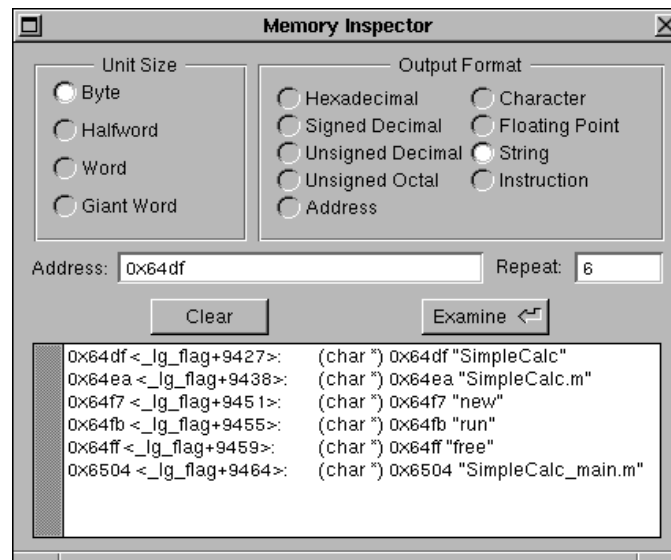 Memory Inspector
Unit Size
Byte
Halfword
Word
Giant Word
Output Format
Hexadecimal
Signed Decimal
Unsigned Decimal
Unsigned Octal
Address
Character
Floating Point
String
Instruction
Address: 0x64df
Repeat: 6
Clear
Examine
0x64df <_lg_flag+9427>: (char *) 0x64df "SimpleCalc"
0x64ea <_lg_flag+9438>: (char *) 0x64ea "SimpleCalc.m"
0x64f7 <_lg_flag+9451>: (char *) 0x64f7 "new"
0x64fb <_lg_flag+9455>: (char *) 0x64fb "run"
0x64ff <_lg_flag+9459>: (char *) 0x64ff "free"
0x6504 <_lg_flag+9464>: (char *) 0x6504 "SimpleCalc_main.m"